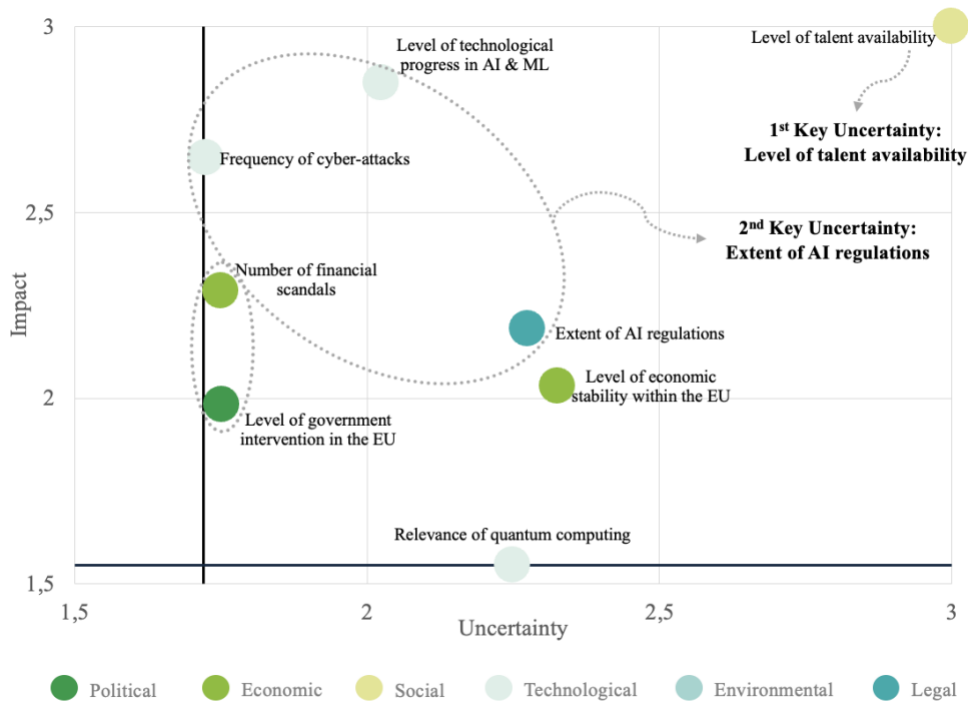 3
Level of technological
progress in AI & ML
Level of talent availability
1st Key Uncertainty:
Level of talent availability
Frequency of cyber-attacks
2,5
2nd Key Uncertainty:
Extent of AI regulations
Number of financial
scandals
Impact
Extent of AI regulations
2
Level of economic
stability within the EU
Level of government
intervention in the EU
Relevance of quantum computing
1,5
1,5
2
2,5
3
Uncertainty
Political
Economic
Social
Technological
Environmental
Legal